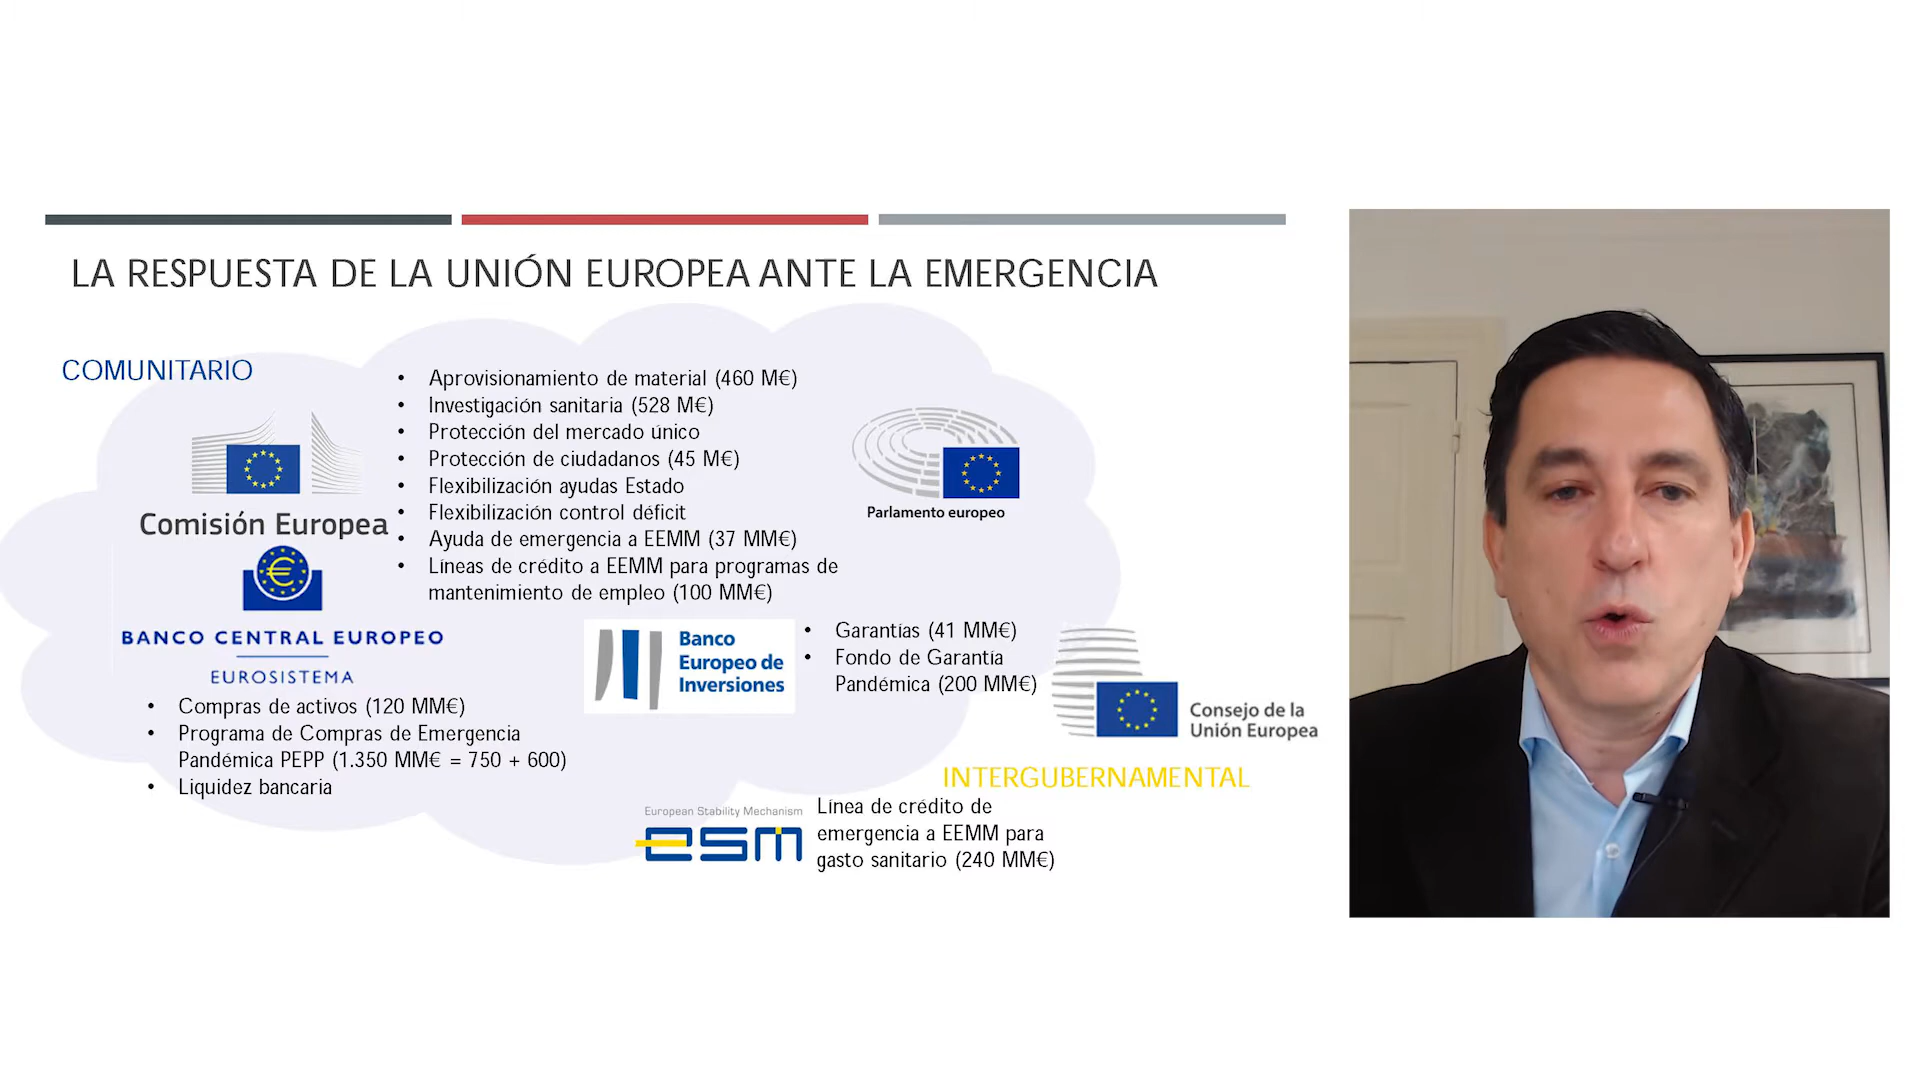 LA RESPUESTA DE LA UNIÓN EUROPEA ANTE LA EMERGENCIA
COMUNITARIO
• Aprovisionamiento de material (460 M€)
• Investigación sanitaria (528 M€)
• Protección del mercado único
• Protección de ciudadanos (45 M€)
• Flexibilización ayudas Estado
• Flexibilización control déficit
• Ayuda de emergencia a EEMM (37 MM€)
• Líneas de crédito a EEMM para programas de
mantenimiento de empleo (100 MM€)
Comisión Europea
Parlamento europeo
BANCO CENTRAL EUROPEO
EUROSISTEMA
• Compras de activos (120 MM€)
• Programa de Compras de Emergencia
Pandémica PEPP (1.350 MM€ = 750 + 600)
• Liquidez bancaria
Banco
Europeo de
Inversiones
• Garantías (41 MM€)
• Fondo de Garantía
Pandémica (200 MM€)
Consejo de la
Unión Europea
INTERGUBERNAMENTAL
European Stability Mechanism
esm
Línea de crédito de
emergencia a EEMM para
gasto sanitario (240 MM€)